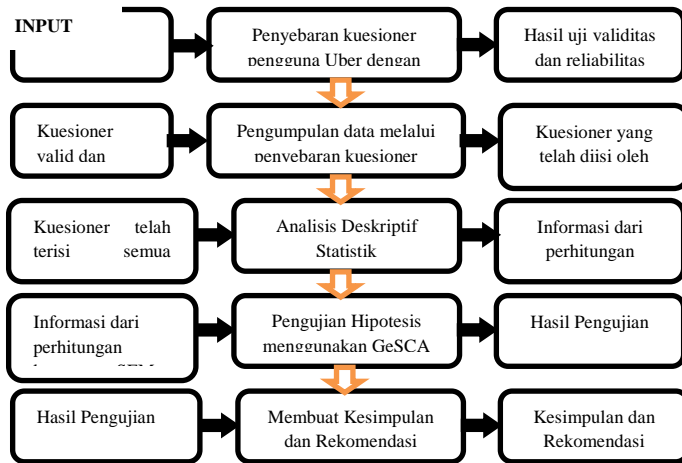 INPUT
Penyebaran kuesioner
pengguna Uber dengan
Hasil uji validitas
dan reliabilitas
Kuesioner
valid dan
Pengumpulan data melalui
penyebaran kuesioner
Kuesioner yang
telah diisi oleh
Kuesioner telah
terisi semua
Analisis Deskriptif
Statistik
Informasi dari
perhitungan
Informasi dari
perhitungan
Pengujian Hipotesis
menggunakan GeSCA
Hasil Pengujian
Hasil Pengujian
Membuat Kesimpulan
dan Rekomendasi
Kesimpulan dan
Rekomendasi